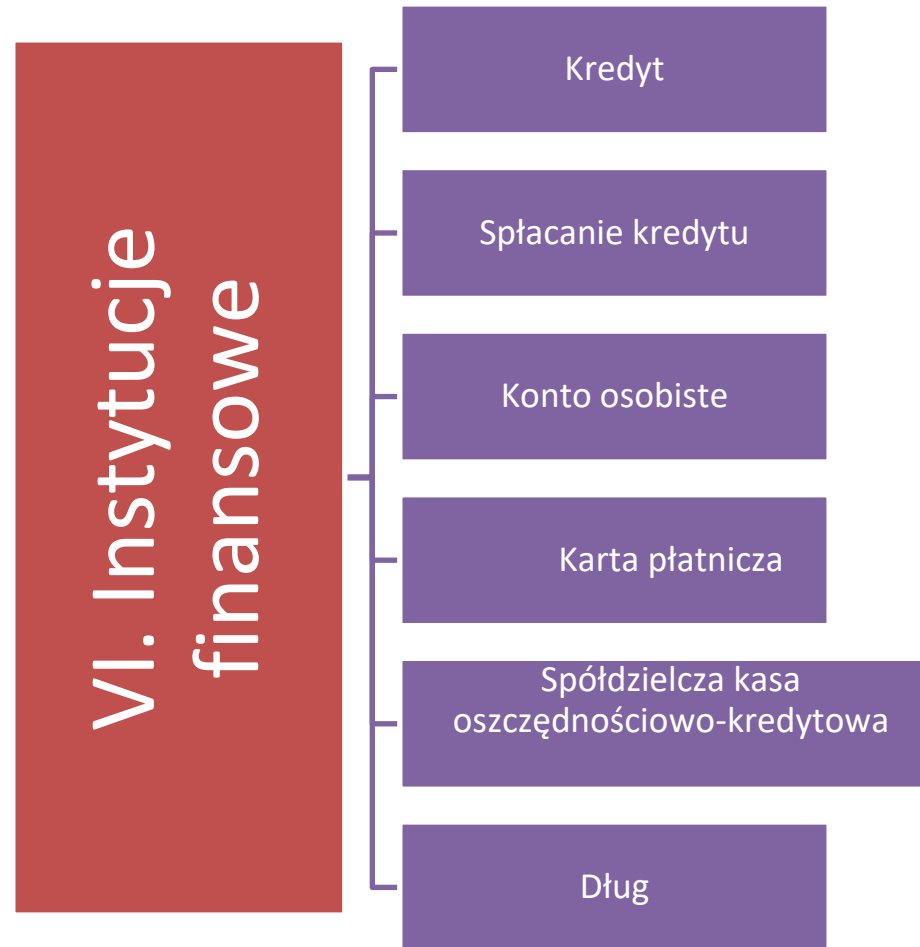 VI. Instytucje
finansowe
Kredyt
Spłacanie kredytu
Konto osobiste
Karta płatnicza
Spółdzielcza kasa
oszczędnościowo-kredytowa
Dług